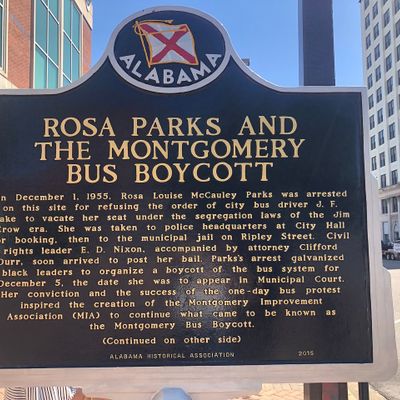 ALABAMA
ROSA PARKS AND
THE MONTGOMERY
BUS BOYCOTT
On December 1, 1955, Rosa Louise McCauley Parks was arrested
on this site for refusing the order of city bus driver J. F.
Blake to vacate her seat under the segregation laws of the Jim
Crow era. She was taken to police headquarters at City Hall
for booking, then to the municipal jail on Ripley Street. Civil
rights leader E. D. Nixon, accompanied by attorney Clifford
Durr, soon arrived to post her bail. Parks's arrest galvanized
black leaders to organize a boycott of the bus system for
December 5, the date she was to appear in Municipal Court.
Her conviction and the success of the one-day bus protest
inspired the creation of the Montgomery Improvement
Association (MIA) to continue what came to be known as
the Montgomery Bus Boycott.
(Continued on other side)
ALABAMA HISTORICAL ASSOCIATION 2015